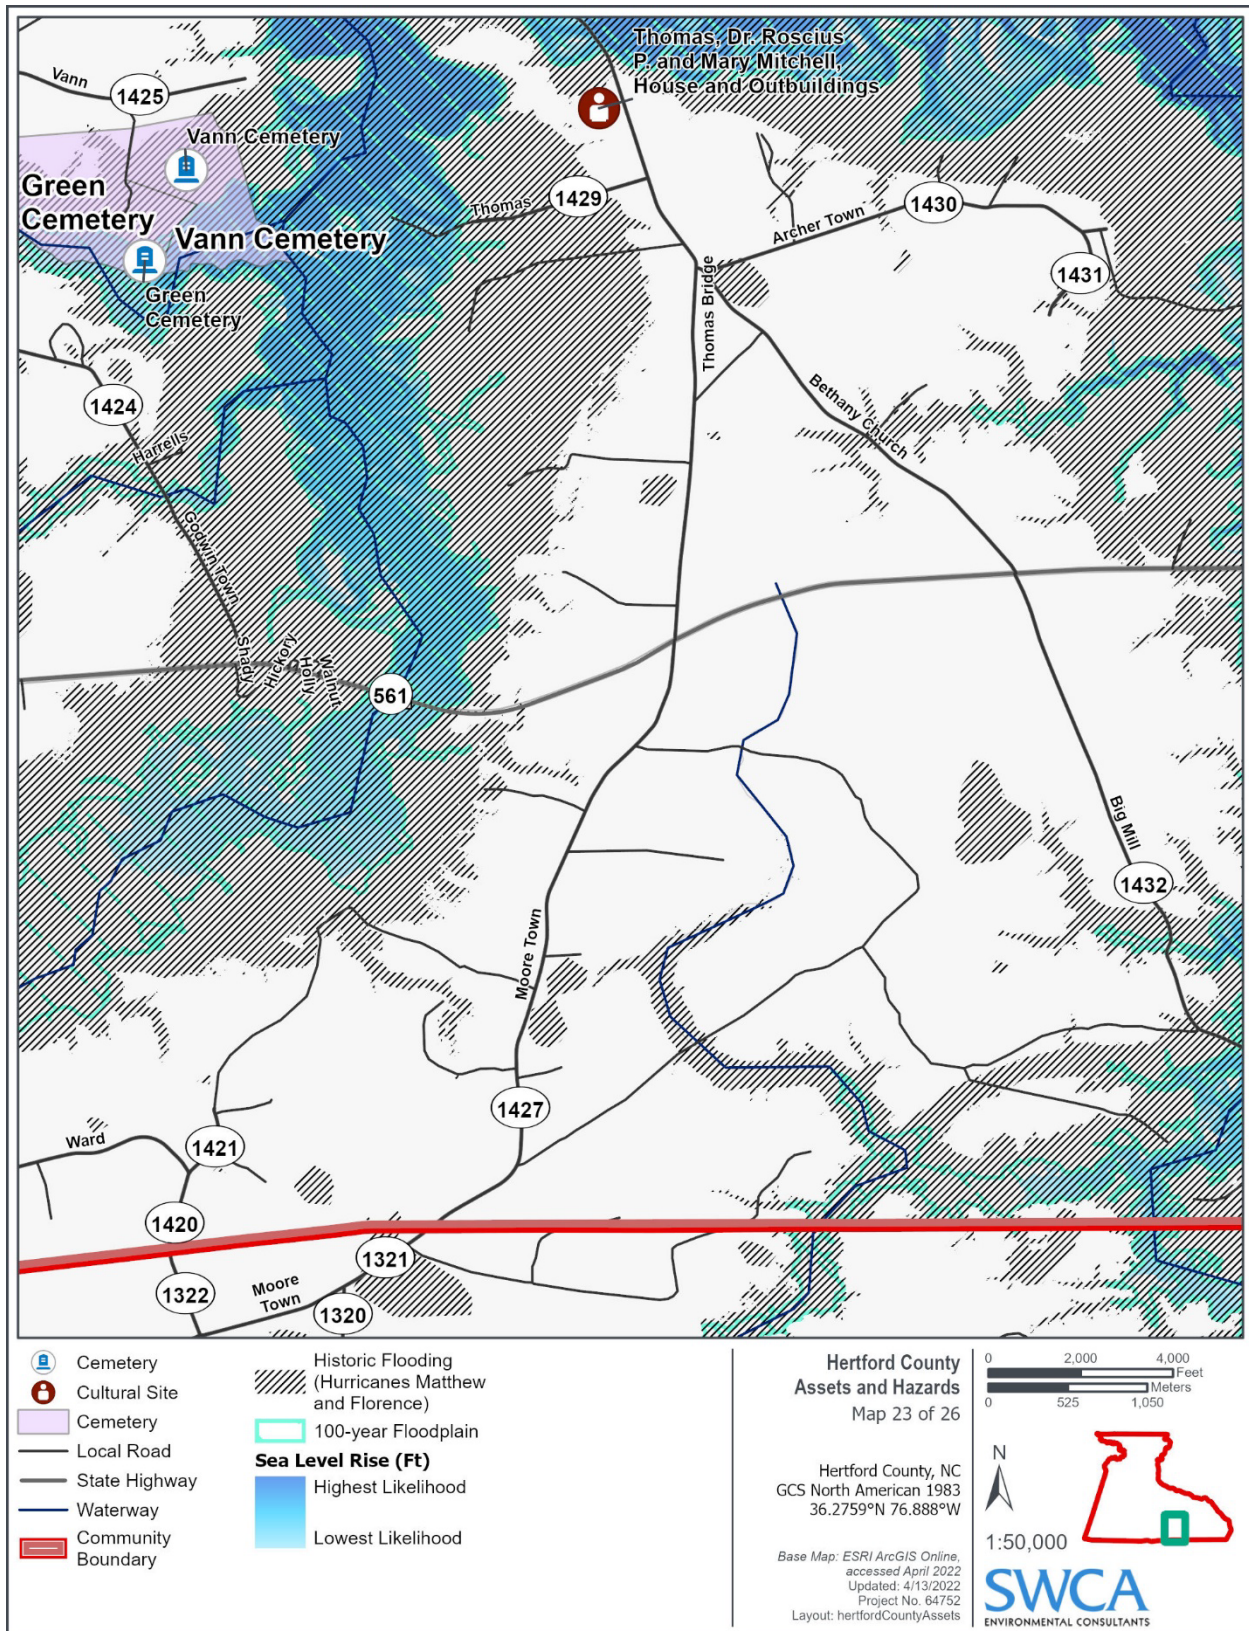 Thomas, Dr. Roscius
P. and Mary Mitchell,
House and Outbuildings
Vann
1425
Vann Cemetery
Green
Cemetery
Vann Cemetery
Green
Cemetery
Thomas
1429
1430
Archer Town
1431
Thomas Bridge
Bethany Church
1424
Harrells
Godwin Town
Shady
Hickory
Holly
Walnut
561
Big Mill
1432
Moore Town
1427
Ward
1421
1420
1321
1322
Moore
Town
1320
Cemetery
Cultural Site
Cemetery
Local Road
State Highway
Waterway
Community
Boundary
Historic Flooding
(Hurricanes Matthew
and Florence)
100-year Floodplain
Sea Level Rise (Ft)
Highest Likelihood
Lowest Likelihood
Hertford County
Assets and Hazards
Map 23 of 26
Hertford County, NC
GCS North American 1983
36.2759°N 76.888°W
Base Map: ESRI ArcGIS Online,
accessed April 2022
Updated: 4/13/2022
Project No. 64752
Layout: hertfordCountyAssets
0 2,000 4,000
Feet
Meters
0 525 1,050
N
1:50,000
SWCA
ENVIRONMENTAL CONSULTANTS